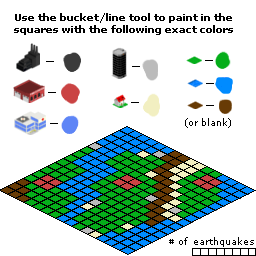 Use the bucket/line tool to paint in the
squares with the following exact colors
(or blank)
# of earthquakes